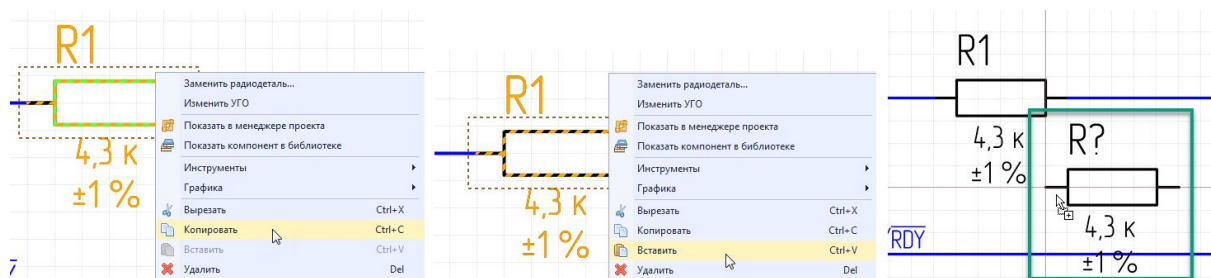 R1
4,3 к
±1 %
Заменить радиодеталь...
Изменить УГО
Показать в менеджере проекта
Показать компонент в библиотеке
Инструменты
Графика
Вырезать Ctrl+X
Копировать Ctrl+C
Вставить Ctrl+V
Удалить Del
R1
4,3 к
±1 %
Заменить радиодеталь...
Изменить УГО
Показать в менеджере проекта
Показать компонент в библиотеке
Инструменты
Графика
Вырезать Ctrl+X
Копировать Ctrl+C
Вставить Ctrl+V
Удалить Del
R1
4,3 к
±1 %
R?
4,3 к
±1 %
RDY